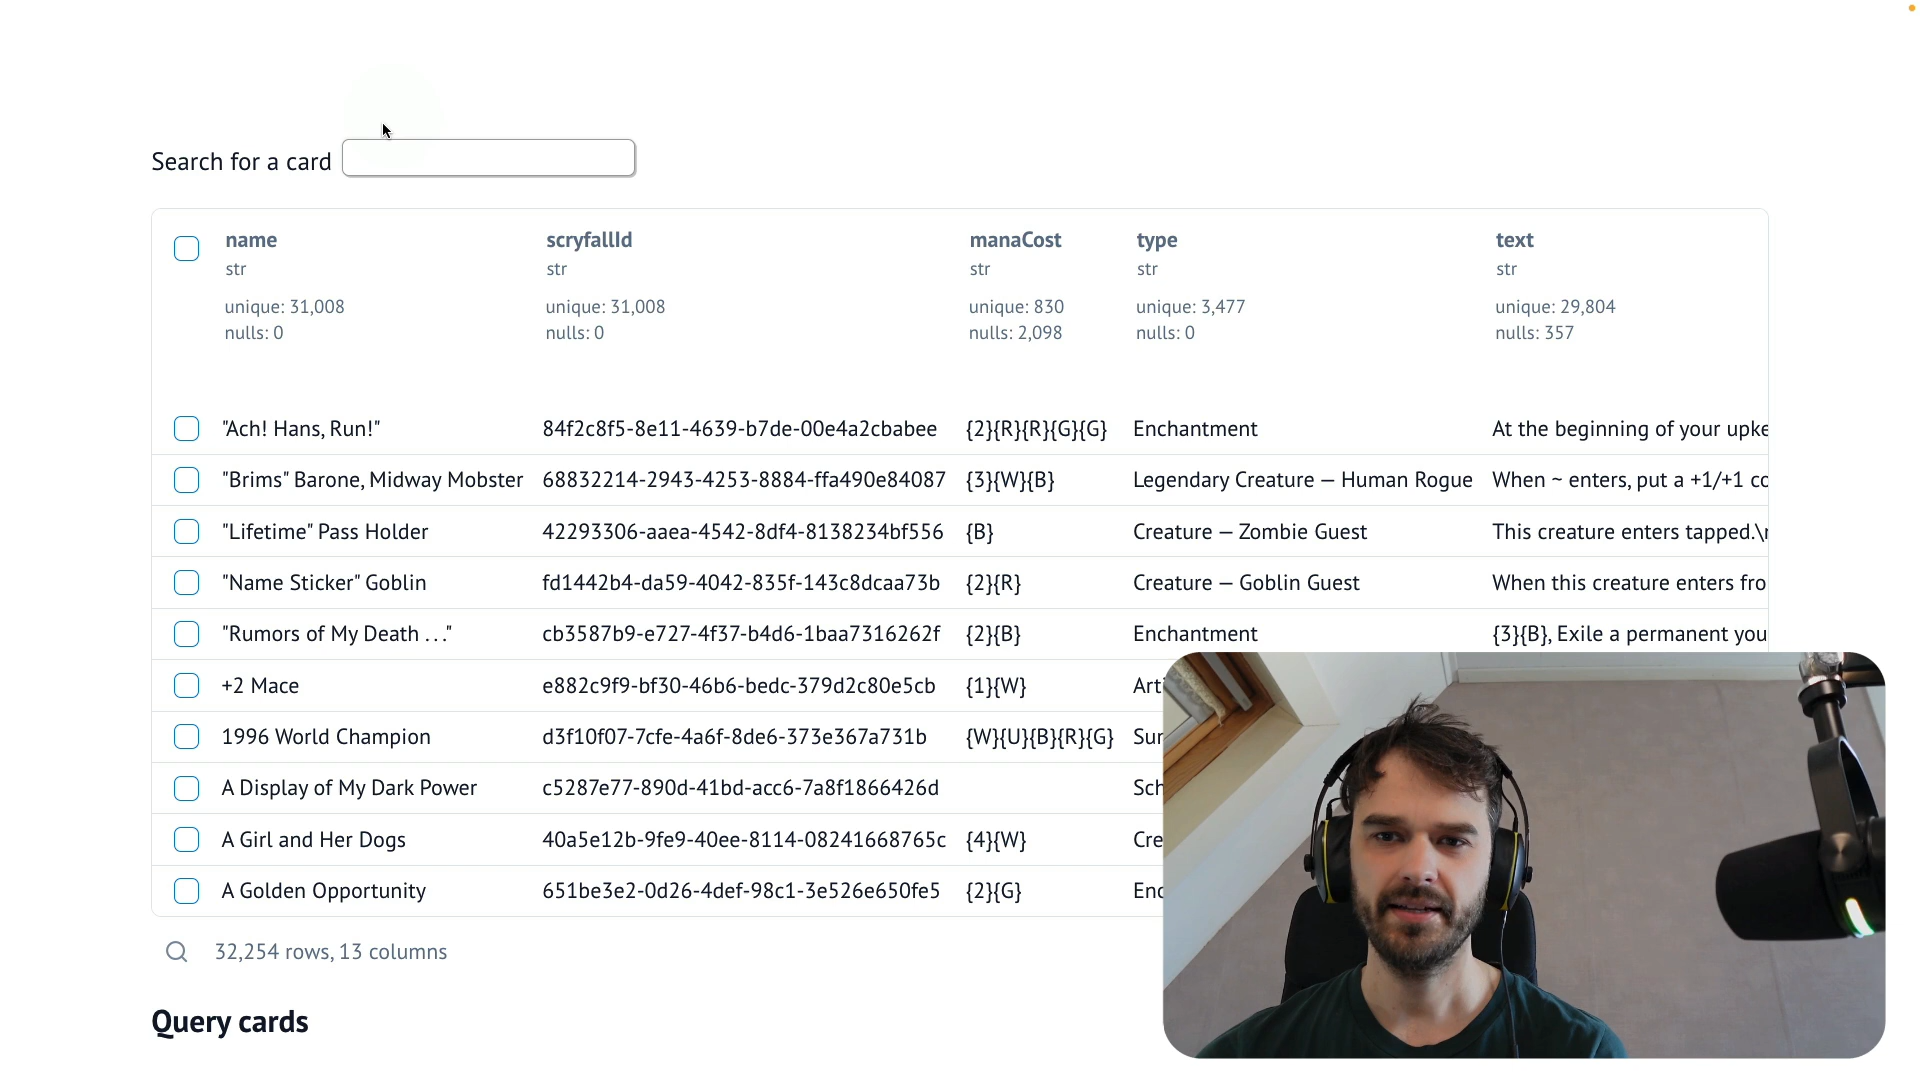 Search for a card
name scryfallId manaCost type text
str str str str str
unique: 31,008 unique: 31,008 unique: 830 unique: 3,477 unique: 29,804
nulls: 0 nulls: 0 nulls: 2,098 nulls: 0 nulls: 357
"Ach! Hans, Run!" 84f2c8f5-8e11-4639-b7de-00e4a2cbabee {2}{R}{R}{G}{G} Enchantment At the beginning of your upke
"Brims" Barone, Midway Mobster 68832214-2943-4253-8884-ffa490e84087 {3}{W}{B} Legendary Creature — Human Rogue When ~ enters, put a +1/+1 co
"Lifetime" Pass Holder 42293306-aaea-4542-8df4-8138234bf556 {B} Creature — Zombie Guest This creature enters tapped.\
"Name Sticker" Goblin fd1442b4-da59-4042-835f-143c8dcaa73b {2}{R} Creature — Goblin Guest When this creature enters fro
"Rumors of My Death . . ." cb3587b9-e727-4f37-b4d6-1baa7316262f {2}{B} Enchantment {3}{B}, Exile a permanent you
+2 Mace e882c9f9-bf30-46b6-bedc-379d2c80e5cb {1}{W} Arti
1996 World Champion d3f10f07-7cfe-4a6f-8de6-373e367a731b {W}{U}{B}{R}{G} Sum
A Display of My Dark Power c5287e77-890d-41bd-acc6-7a8f1866426d Sch
A Girl and Her Dogs 40a5e12b-9fe9-40ee-8114-08241668765c {4}{W} Cre
A Golden Opportunity 651be3e2-0d26-4def-98c1-3e526e650fe5 {2}{G} Enc
32,254 rows, 13 columns
Query cards